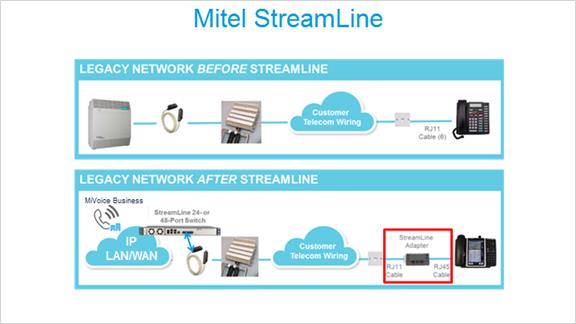 Mitel StreamLine
LEGACY NETWORK BEFORE STREAMLINE
Customer
Telecom Wiring
RJ11
Cable (6)
LEGACY NETWORK AFTER STREAMLINE
MiVoice Business
StreamLine 24- or
48-Port Switch
IP
LAN/WAN
Customer
Telecom Wiring
StreamLine
Adapter
RJ11
Cable
RJ45
Cable